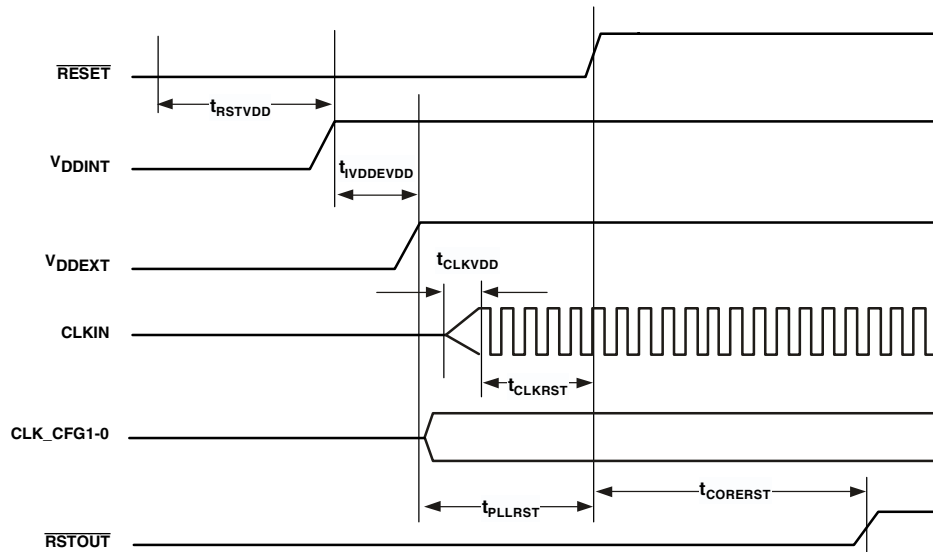 RESET
tRSTVDD
VDDINT
tIVDDEVDD
VDDEXT
tCLKVDD
CLKIN
tCLKRST
CLK_CFG1-0
tPLLRST
tCORERST
RSTOUT